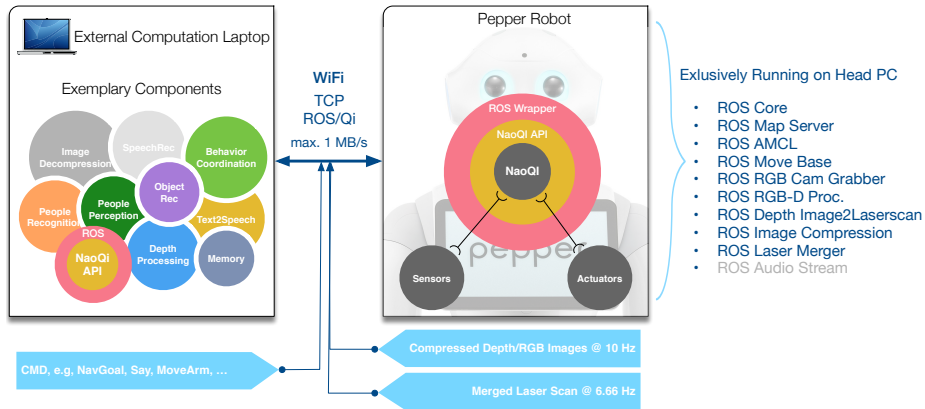 External Computation Laptop
Exemplary Components
Image
Decompression
SpeechRec
Behavior
Coordination
Object
Rec
People
Recognition
People
Perception
Text2Speech
ROS
NaoQi
API
Depth
Processing
Memory
WiFi
TCP
ROS/Qi
max. 1 MB/s
Pepper Robot
ROS Wrapper
NaoQI API
NaoQI
pepper
Sensors
Actuators
Exlusively Running on Head PC
• ROS Core
• ROS Map Server
• ROS AMCL
• ROS Move Base
• ROS RGB Cam Grabber
• ROS RGB-D Proc.
• ROS Depth Image2Laserscan
• ROS Image Compression
• ROS Laser Merger
• ROS Audio Stream
CMD, e.g, NavGoal, Say, MoveArm, …
Compressed Depth/RGB Images @ 10 Hz
Merged Laser Scan @ 6.66 Hz